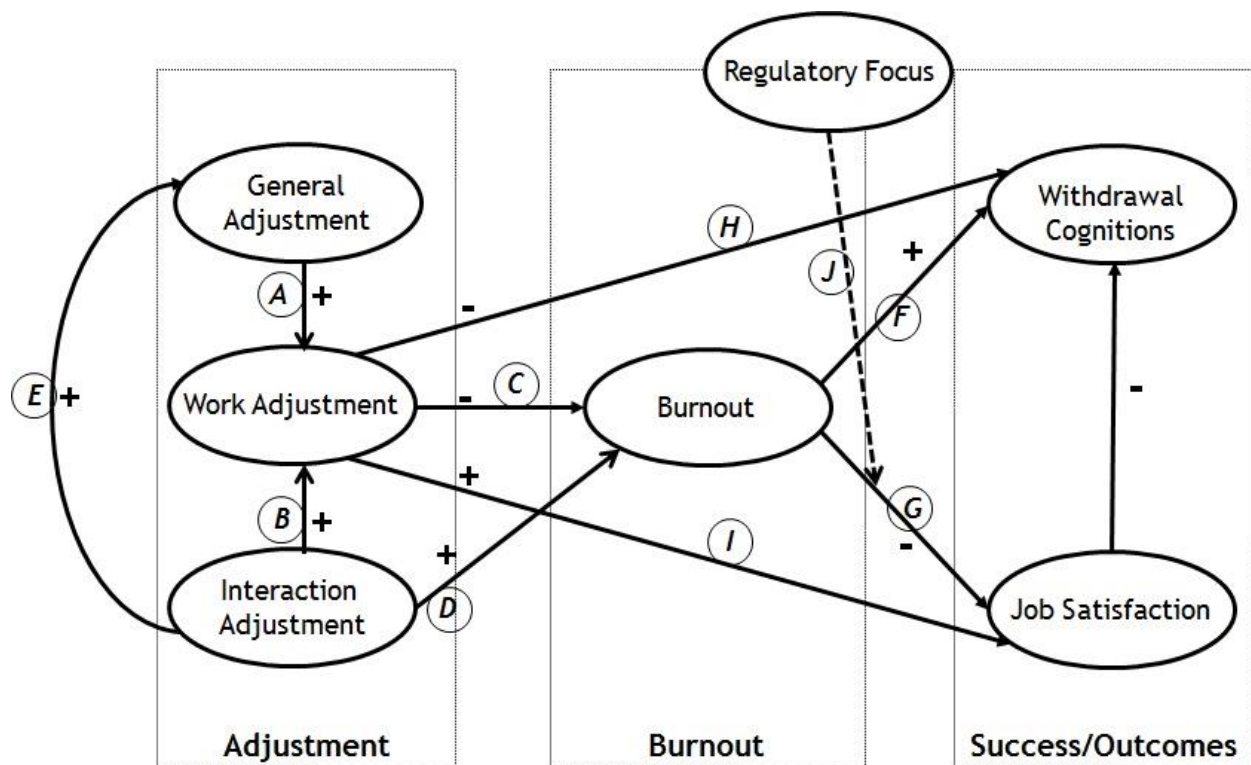 Regulatory Focus
General
Adjustment
Withdrawal
Cognitions
H
A
+
-
J
+
F
E
+
Work Adjustment
-
C
Burnout
-
+
B
+
+
I
G
-
Interaction
Adjustment
D
Job Satisfaction
Adjustment
Burnout
Success/Outcomes